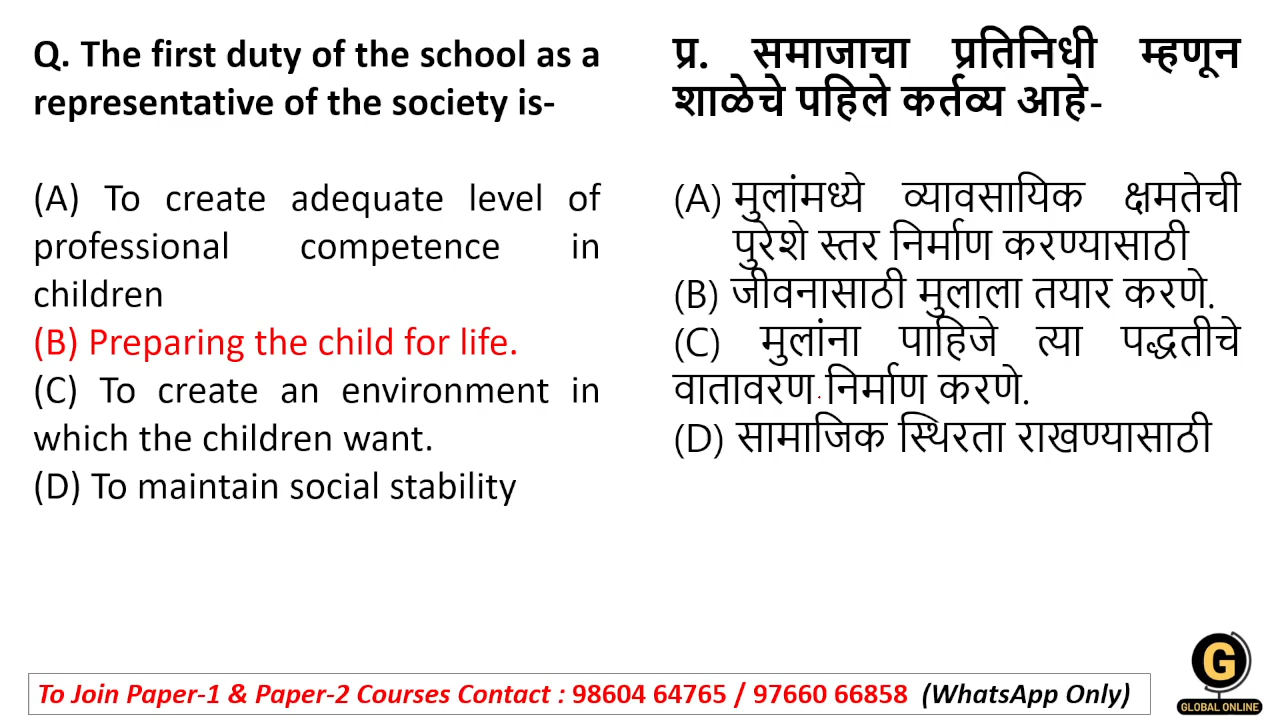 Q. The first duty of the school as a
representative of the society is-
(A) To create adequate level of
professional competence in
children
(B) Preparing the child for life.
(C) To create an environment in
which the children want.
(D) To maintain social stability
प्र. समाजाचा प्रतिनिधी म्हणून
शाळेचे पहिले कर्तव्य आहे-
(A) मुलांमध्ये व्यावसायिक क्षमतेची
पुरेशे स्तर निर्माण करण्यासाठी
(B) जीवनासाठी मुलाला तयार करणे.
(C) मुलांना पाहिजे त्या पद्धतीचे
वातावरण निर्माण करणे.
(D) सामाजिक स्थिरता राखण्यासाठी
To Join Paper-1 & Paper-2 Courses Contact : 98604 64765 / 97660 66858 (WhatsApp Only)
G
GLOBAL ONLINE